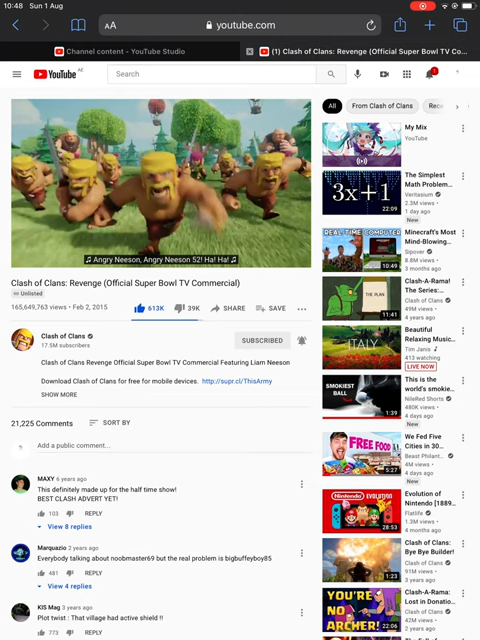 10:48 Sun 1 Aug
AA youtube.com
Channel content - YouTube Studio
(1) Clash of Clans: Revenge (Official Super Bowl TV Co...
YouTube AE
Search
1
♫ Angry Neeson, Angry Neeson 52! Ha! Ha! ♫
Clash of Clans: Revenge (Official Super Bowl TV Commercial)
Unlisted
165,649,763 views • Feb 2, 2015
613K 39K SHARE SAVE
Clash of Clans
17.5M subscribers
SUBSCRIBED
Clash of Clans Revenge Official Super Bowl TV Commercial Featuring Liam Neeson
Download Clash of Clans for free for mobile devices. http://supr.cl/ThisArmy
SHOW MORE
21,225 Comments SORT BY
Add a public comment...
MAXY 6 years ago
This definitely made up for the half time show!
BEST CLASH ADVERT YET!
103 REPLY
View 8 replies
Marquazio 2 years ago
Everybody talking about noobmaster69 but the real problem is bigbuffeyboy85
481 REPLY
View 4 replies
KIS Mag 3 years ago
Plot twist : That village had active shield !!
773 REPLY
All From Clash of Clans Rece
My Mix
YouTube
3x+1
22:09
The Simplest
Math Problem...
Veritasium
2.3M views •
1 day ago
New
REAL-TIME COMPUTER
10:49
Minecraft's Most
Mind-Blowing...
Sipover
8.8M views •
3 months ago
THE PLAN
11:41
Clash-A-Rama!
The Series:...
Clash of Clans
49M views •
4 years ago
ITALY
Beautiful
Relaxing Music...
Tim Janis
413 watching
LIVE NOW
SMOKIEST
BALL
1:39
This is the
world's smokie...
NileRed Shorts
480K views •
4 days ago
New
FREE FOOD
5:27
We Fed Five
Cities in 30...
Beast Philant...
4M views •
4 days ago
New
Nintendo EVOLUTION
28:53
Evolution of
Nintendo [1889...
Flatlife
1.3M views •
4 months ago
1:23
Clash of Clans:
Bye Bye Builder!
Clash of Clans
91M views •
3 years ago
YOU'RE
NO
ARCHER!
22:06
Clash-A-Rama:
Lost in Donatio...
Clash of Clans
42M views •
2 years ago